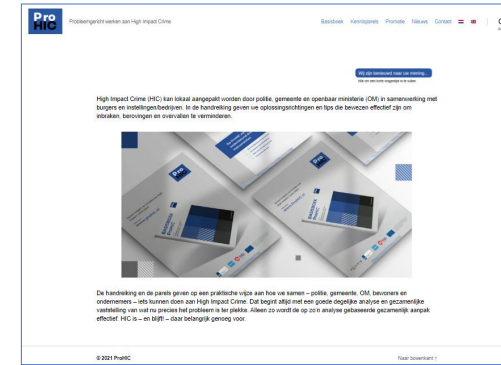 Pro
HIC
Probleemgericht werken aan High Impact Crime
Basisboek Kennisparels Promotie Nieuws Contact
Wij zijn benieuwd naar uw mening...
High Impact Crime (HIC) kan lokaal aangepakt worden door politie, gemeente en openbaar ministerie (OM) in samenwerking met
burgers en instellingen/bedrijven. In de handreiking geven we oplossingsrichtingen en tips die bewezen effectief zijn om
inbraken, berovingen en overvallen te verminderen.
Pro
BASISBOEK
ProHIC
Pro
BASISBOEK
ProHIC
De handreiking en de parels geven op een praktische wijze aan hoe we samen – politie, gemeente, OM, bewoners en
ondernemers – iets kunnen doen aan High Impact Crime. Dat begint altijd met een goede degelijke analyse en gezamenlijke
vaststelling van wat nu precies het probleem is ter plekke. Alleen zo wordt de op zo'n analyse gebaseerde gezamenlijk aanpak
effectief. HIC is – en blijft! – daar belangrijk genoeg voor.
© 2021 ProHIC
Naar bovenkant ↑